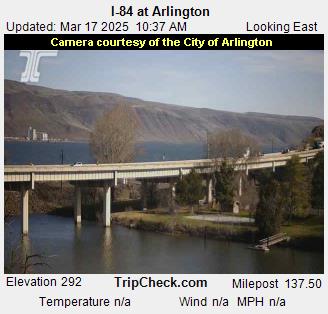 I-84 at Arlington
Updated: Mar 17 2025 10:37 AM Looking East
Camera courtesy of the City of Arlington
Elevation 292 TripCheck.com Milepost 137.50
Temperature n/a Wind n/a MPH n/a